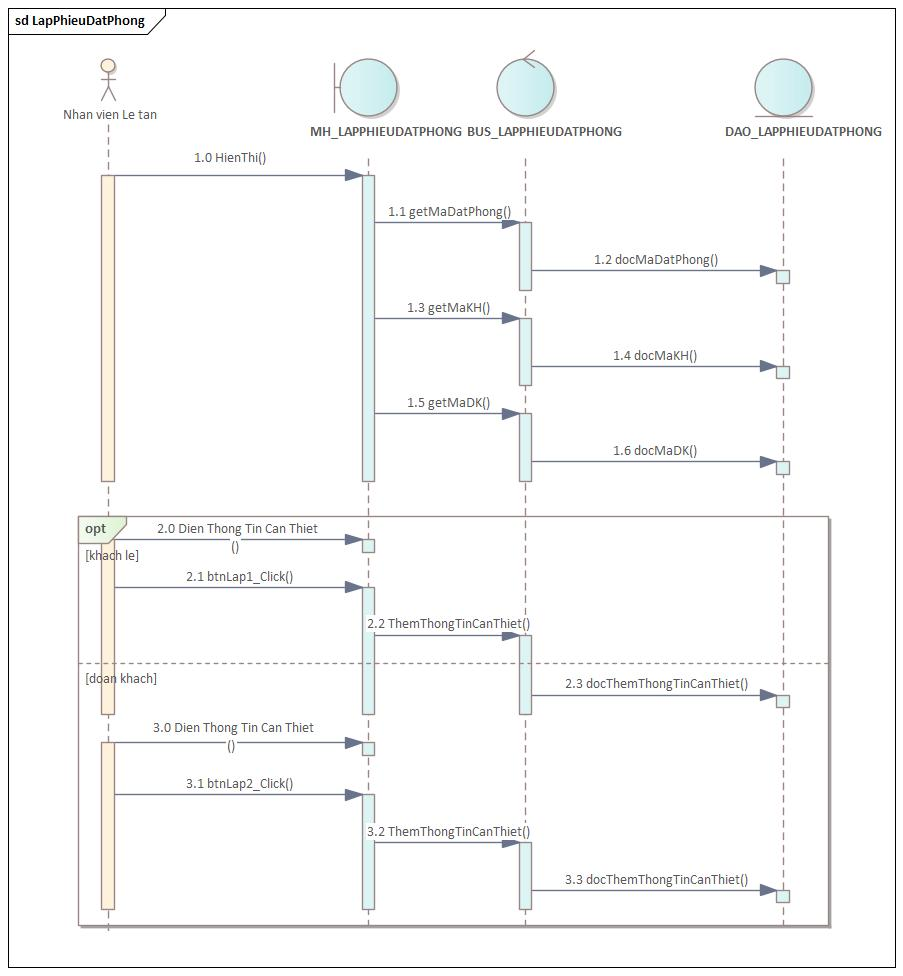 sd LapPhieuDatPhong
Nhan vien Le tan
MH_LAPPHIEUDATPHONG
BUS_LAPPHIEUDATPHONG
DAO_LAPPHIEUDATPHONG
1.0 HienThi()
1.1 getMaDatPhong()
1.2 docMaDatPhong()
1.3 getMaKH()
1.4 docMaKH()
1.5 getMaDK()
1.6 docMaDK()
opt
2.0 Dien Thong Tin Can Thiet
()
[khach le]
2.1 btnLap1_Click()
2.2 ThemThongTinCanThiet()
[doan khach]
2.3 docThemThongTinCanThiet()
3.0 Dien Thong Tin Can Thiet
()
3.1 btnLap2_Click()
3.2 ThemThongTinCanThiet()
3.3 docThemThongTinCanThiet()